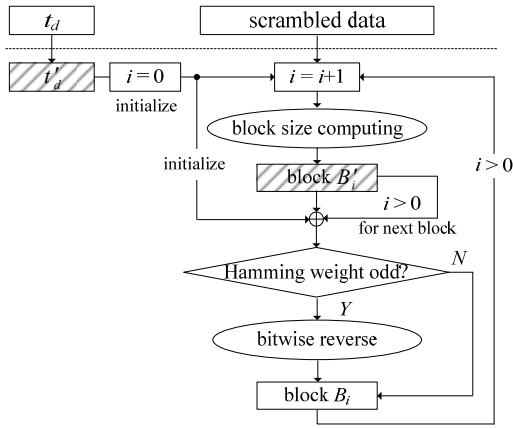 t_d
scrambled data
t'_d
i = 0
i = i+1
initialize
block size computing
initialize
i > 0
block B'_i
i > 0
for next block
Hamming weight odd?
N
Y
bitwise reverse
block B_i